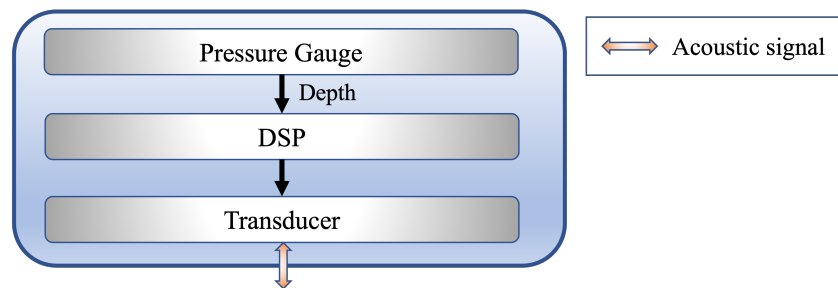 Pressure Gauge
Acoustic signal
Depth
DSP
Transducer